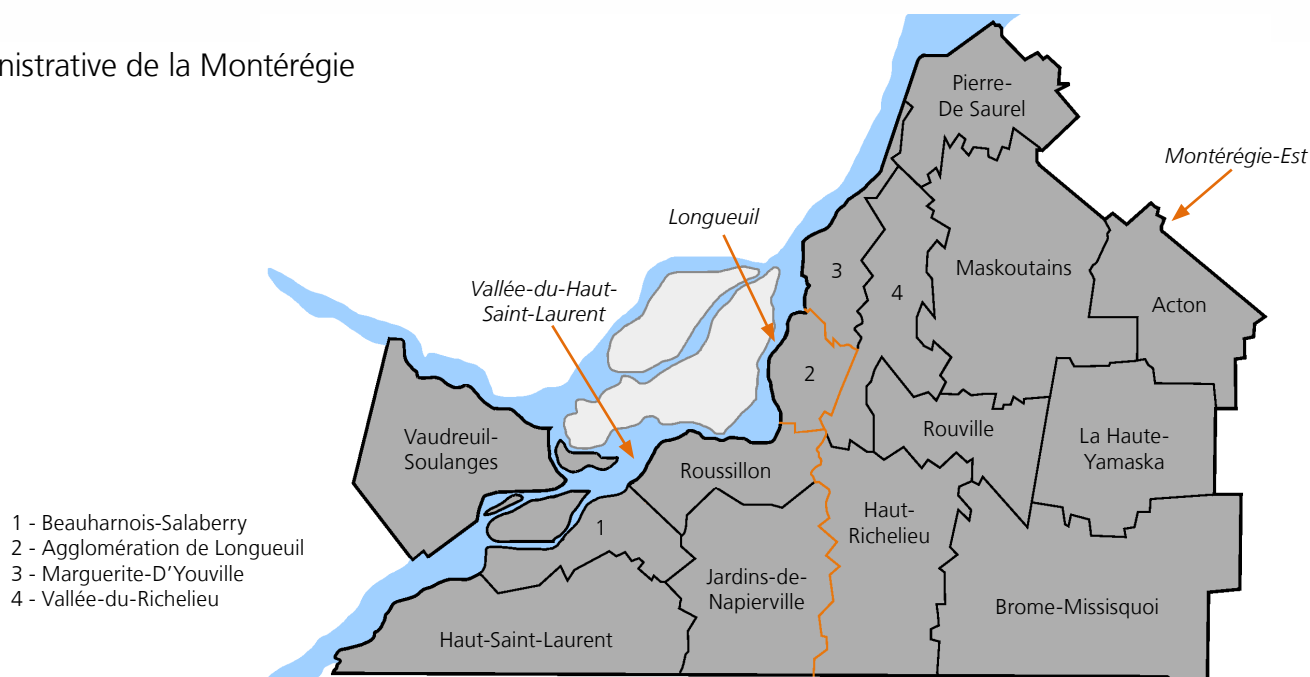 nistrative de la Montérégie
Pierre-
De Saurel
Montérégie-Est
Longueuil
3
Maskoutains
Vallée-du-Haut-
Saint-Laurent
4
Acton
2
Vaudreuil-
Soulanges
Rouville
La Haute-
Yamaska
Roussillon
Haut-
Richelieu
1
1 - Beauharnois-Salaberry
2 - Agglomération de Longueuil
3 - Marguerite-D'Youville
4 - Vallée-du-Richelieu
Jardins-de-
Napierville
Brome-Missisquoi
Haut-Saint-Laurent